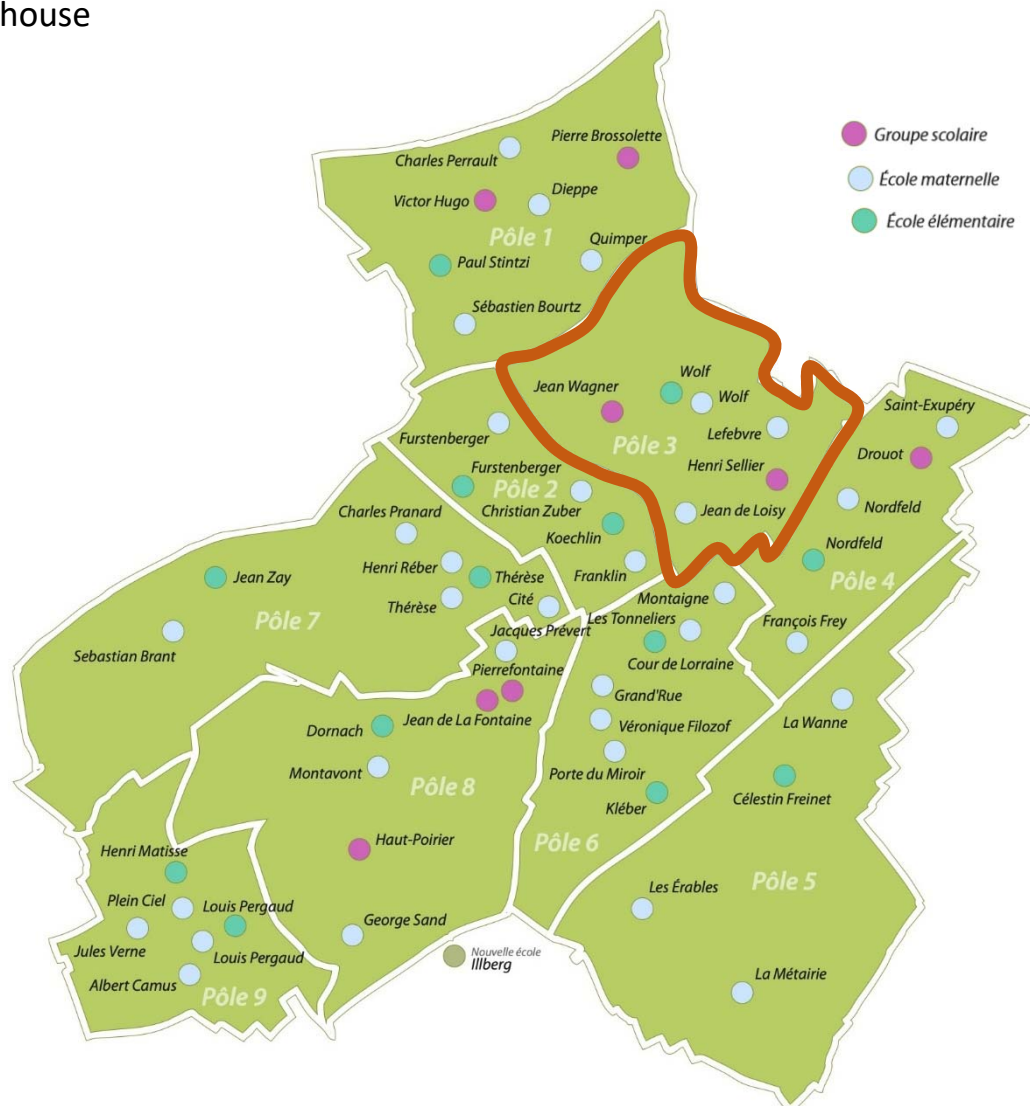 house
Groupe scolaire
École maternelle
École élémentaire
Pierre Brossolette
Charles Perrault
Dieppe
Victor Hugo
Pôle 1
Quimper
Paul Stintzi
Sébastien Bourtz
Jean Wagner
Wolf
Wolf
Lefebvre
Pôle 3
Henri Sellier
Jean de Loisy
Saint-Exupéry
Drouot
Nordfeld
Nordfeld
Pôle 4
François Frey
Furstenberger
Furstenberger
Pôle 2
Christian Zuber
Koechlin
Franklin
Charles Pranard
Henri Réber
Thérèse
Thérèse
Cité
Jean Zay
Pôle 7
Sebastian Brant
Montaigne
Les Tonneliers
Cour de Lorraine
Grand'Rue
Véronique Filozof
Porte du Miroir
Kléber
Pôle 6
Jacques Prévert
Pierrefontaine
Jean de La Fontaine
Dornach
Montavont
Pôle 8
Haut-Poirier
George Sand
La Wanne
Célestin Freinet
Pôle 5
Les Érables
La Métairie
Henri Matisse
Plein Ciel
Louis Pergaud
Jules Verne
Louis Pergaud
Albert Camus
Pôle 9
Nouvelle école
Illberg